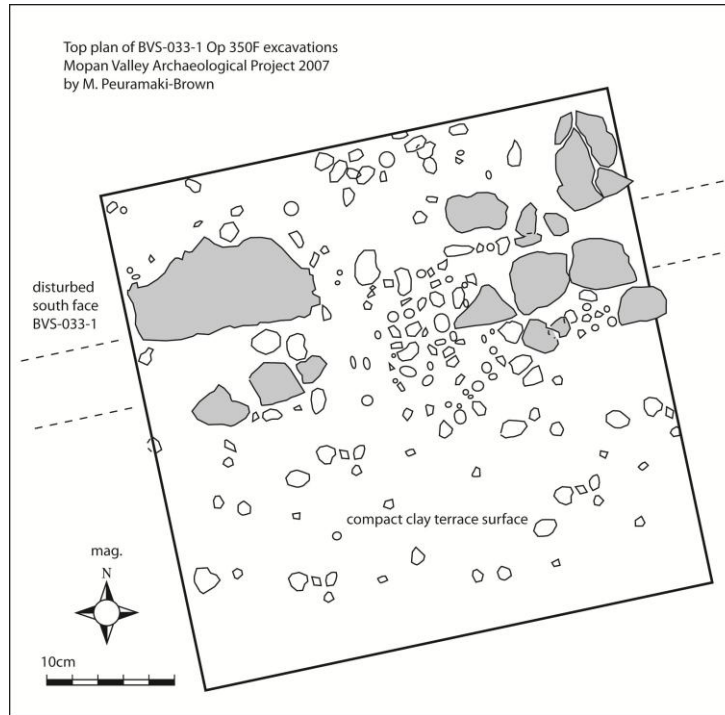 Top plan of BVS-033-1 Op 350F excavations
Mopan Valley Archaeological Project 2007
by M. Peuramaki-Brown
disturbed
south face
BVS-033-1
compact clay terrace surface
mag.
N
10cm